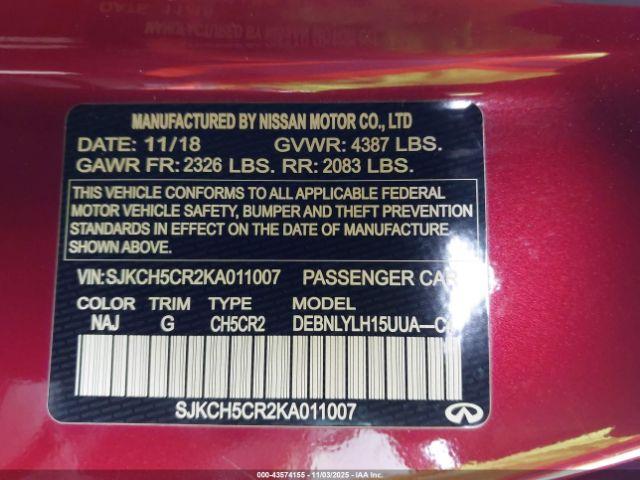 MANUFACTURED BY NISSAN MOTOR CO., LTD
DATE: 11/18 GVWR: 4387 LBS.
GAWR FR: 2326 LBS. RR: 2083 LBS.
THIS VEHICLE CONFORMS TO ALL APPLICABLE FEDERAL
MOTOR VEHICLE SAFETY, BUMPER AND THEFT PREVENTION
STANDARDS IN EFFECT ON THE DATE OF MANUFACTURE
SHOWN ABOVE.
VIN: SJKCH5CR2KA011007 PASSENGER CAR
COLOR TRIM TYPE MODEL
NAJ G CH5CR2 DEBNLYLH15UUA-C
SJKCH5CR2KA011007
INFINITI
000-43574155 - 11/03/2025 - IAA Inc.